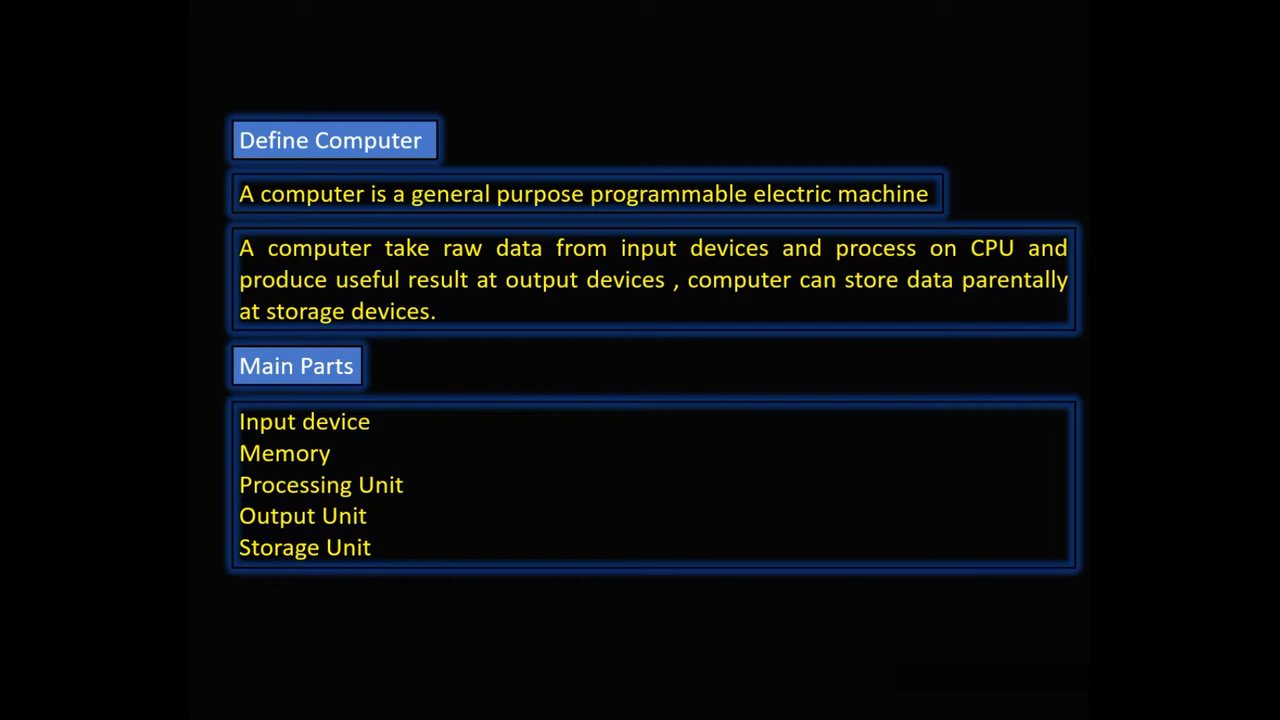 Define Computer
A computer is a general purpose programmable electric machine
A computer take raw data from input devices and process on CPU and
produce useful result at output devices , computer can store data parentally
at storage devices.
Main Parts
Input device
Memory
Processing Unit
Output Unit
Storage Unit